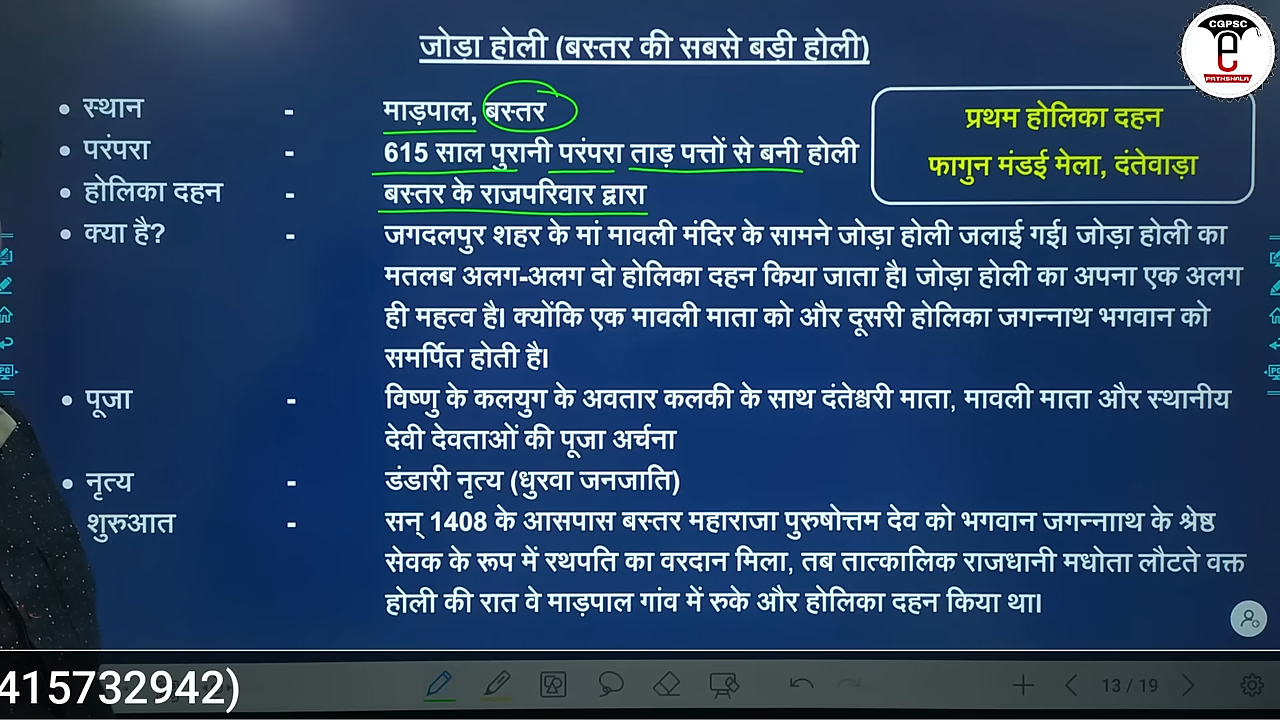 CGPSC
e
PATHSHALA
जोड़ा होली (बस्तर की सबसे बड़ी होली)
प्रथम होलिका दहन
फागुन मंडई मेला, दंतेवाड़ा
• स्थान - माड़पाल, बस्तर
• परंपरा - 615 साल पुरानी परंपरा ताड़ पत्तों से बनी होली
• होलिका दहन - बस्तर के राजपरिवार द्वारा
• क्या है? - जगदलपुर शहर के मां मावली मंदिर के सामने जोड़ा होली जलाई गई। जोड़ा होली का
मतलब अलग-अलग दो होलिका दहन किया जाता है। जोड़ा होली का अपना एक अलग
ही महत्व है। क्योंकि एक मावली माता को और दूसरी होलिका जगन्नाथ भगवान को
समर्पित होती है।
• पूजा - विष्णु के कलयुग के अवतार कलकी के साथ दंतेश्वरी माता, मावली माता और स्थानीय
देवी देवताओं की पूजा अर्चना
• नृत्य - डंडारी नृत्य (धुरवा जनजाति)
शुरुआत - सन् 1408 के आसपास बस्तर महाराजा पुरुषोत्तम देव को भगवान जगन्नााथ के श्रेष्ठ
सेवक के रूप में रथपति का वरदान मिला, तब तात्कालिक राजधानी मधोता लौटते वक्त
होली की रात वे माड़पाल गांव में रुके और होलिका दहन किया था।
415732942)
13 / 19